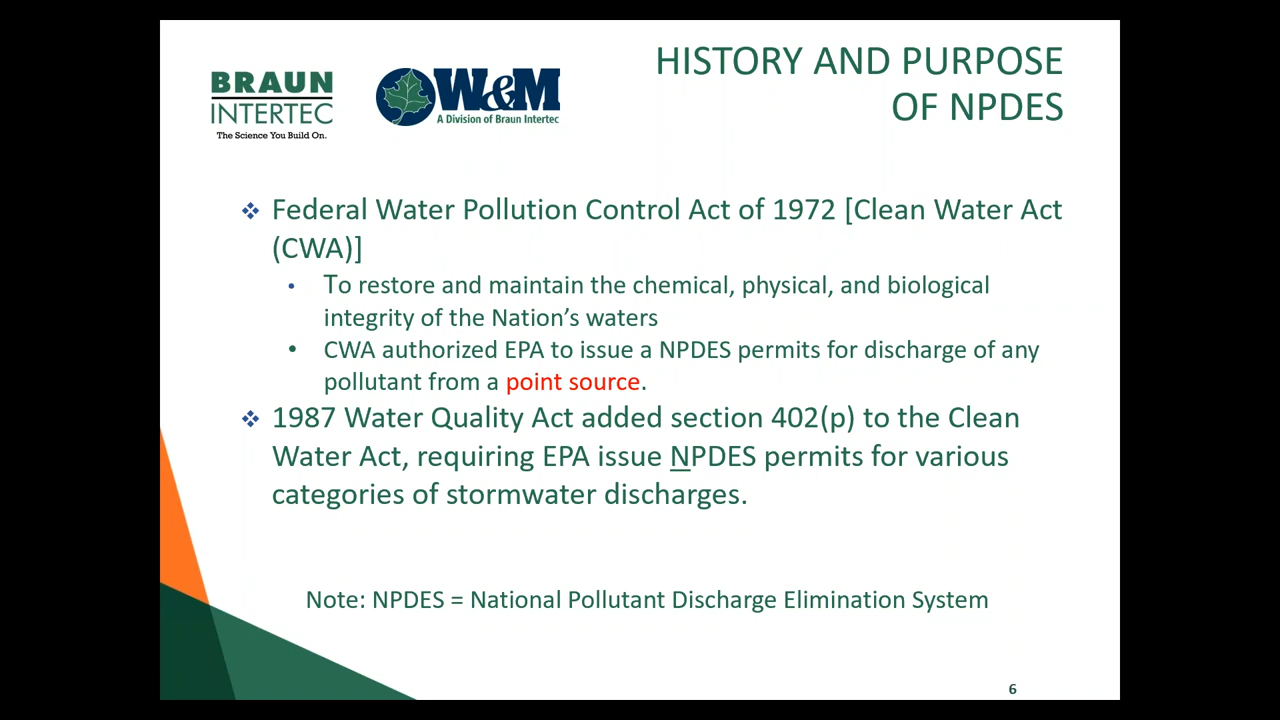 BRAUN
INTERTEC
The Science You Build On.
W&M
A Division of Braun Intertec
HISTORY AND PURPOSE
OF NPDES
Federal Water Pollution Control Act of 1972 [Clean Water Act
(CWA)]
To restore and maintain the chemical, physical, and biological
integrity of the Nation’s waters
CWA authorized EPA to issue a NPDES permits for discharge of any
pollutant from a point source.
1987 Water Quality Act added section 402(p) to the Clean
Water Act, requiring EPA issue NPDES permits for various
categories of stormwater discharges.
Note: NPDES = National Pollutant Discharge Elimination System
6